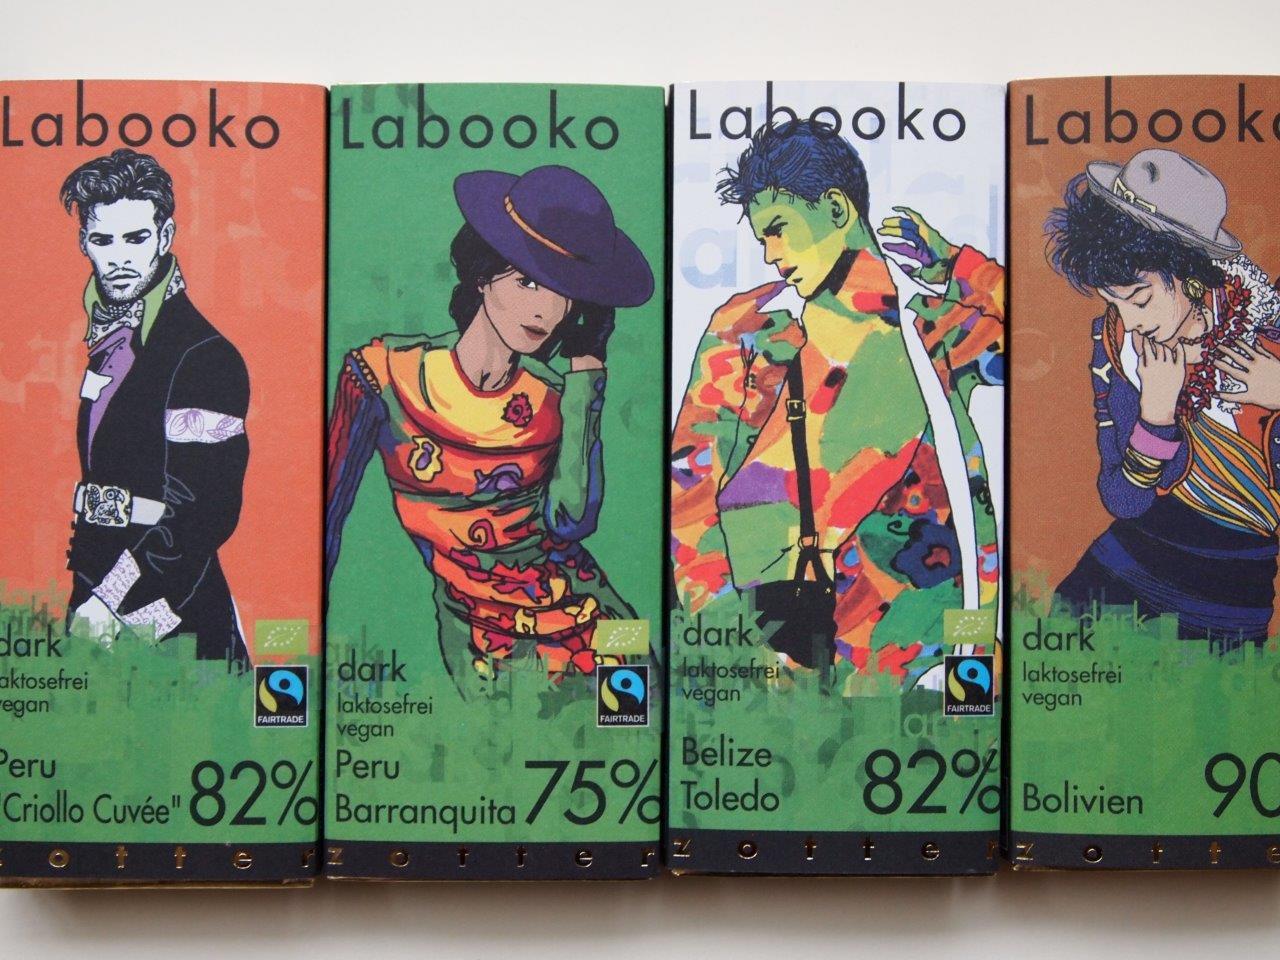 Labooko
dark
laktosefrei
vegan
FAIRTRADE
Peru
"Criollo Cuvée" 82%
zotter
Labooko
dark
laktosefrei
vegan
FAIRTRADE
Peru
Barranquita 75%
zotter
Labooko
dark
laktosefrei
vegan
FAIRTRADE
Belize
Toledo 82%
zotter
Labooko
dark
laktosefrei
vegan
Bolivien 90
zotte